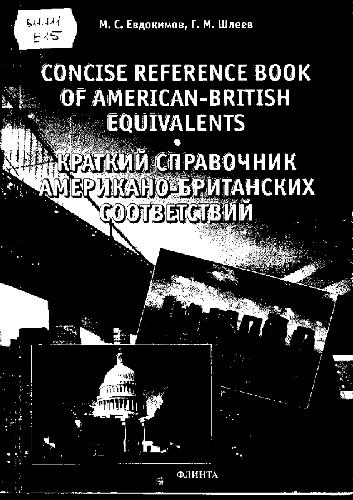 М. С. Евдокимов, Г. М. Шлеев
CONCISE REFERENCE BOOK
OF AMERICAN-BRITISH
EQUIVALENTS
•
КРАТКИЙ СПРАВОЧНИК
АМЕРИКАНО-БРИТАНСКИХ
СООТВЕТСТВИЙ
ФЛИНТА